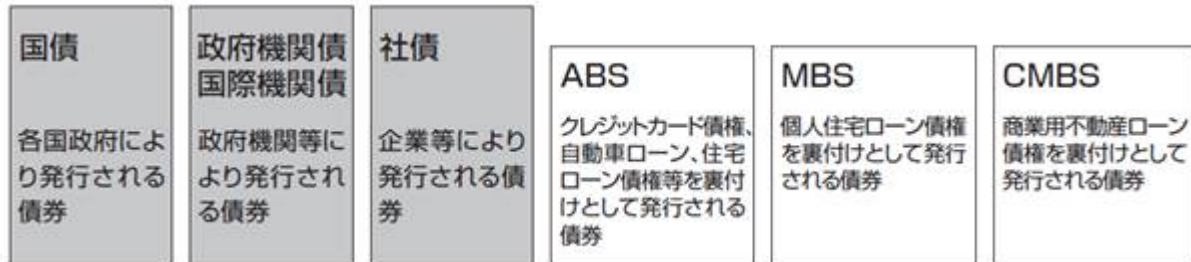 国債
各国政府によ
り発行される
債券
政府機関債
国際機関債
政府機関等に
より発行され
る債券
社債
企業等により
発行される債
券
ABS
クレジットカード債権、
自動車ローン、住宅
ローン債権等を裏付
けとして発行される
債券
MBS
個人住宅ローン債権
を裏付けとして発行
される債券
CMBS
商業用不動産ローン
債権を裏付けとして
発行される債券